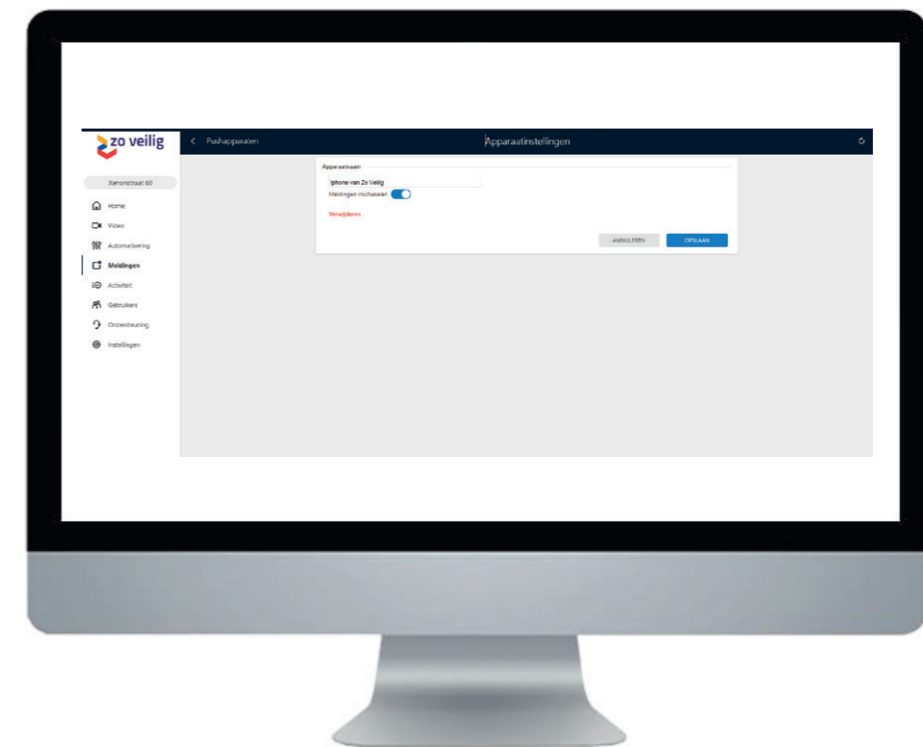 zo veilig
Pushapparaten
Apparaatinstellingen
Xenonstraat 60
Home
Video
Automatisering
Meldingen
Activiteit
Gebruikers
Ondersteuning
Instellingen
Apparaatnaam
Iphone van Zo Veilig
Meldingen inschakelen
Verwijderen
ANNULEREN
OPSLAAN